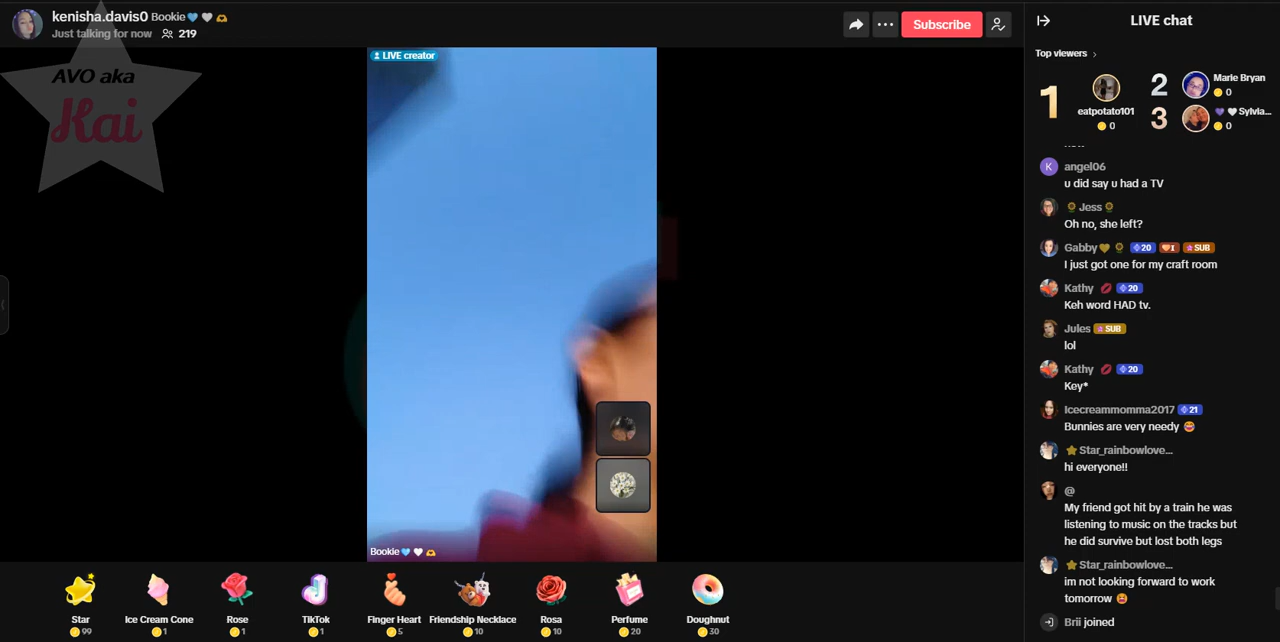 kenisha.davis0 Bookie🩵🤍🫶
Just talking for now 219
Subscribe
AVO aka
Kai
LIVE creator
Bookie🩵🤍🫶
Star
99
Ice Cream Cone
1
Rose
1
TikTok
1
Finger Heart
5
Friendship Necklace
10
Rosa
10
Perfume
20
Doughnut
30
LIVE chat
Top viewers >
1
eatpotato101
0
2
Marie Bryan
0
3
💜🤍Sylvia...
0
K angel06
u did say u had a TV
🌻Jess🌻
Oh no, she left?
Gabby💛🌻 20 I SUB
I just got one for my craft room
Kathy 💋 20
Keh word HAD tv.
Jules SUB
lol
Kathy 💋 20
Key*
Icecreammomma2017 21
Bunnies are very needy 😂
⭐Star_rainbowlove...
hi everyone!!
@
My friend got hit by a train he was
listening to music on the tracks but
he did survive but lost both legs
⭐Star_rainbowlove...
im not looking forward to work
tomorrow 😝
Brii joined